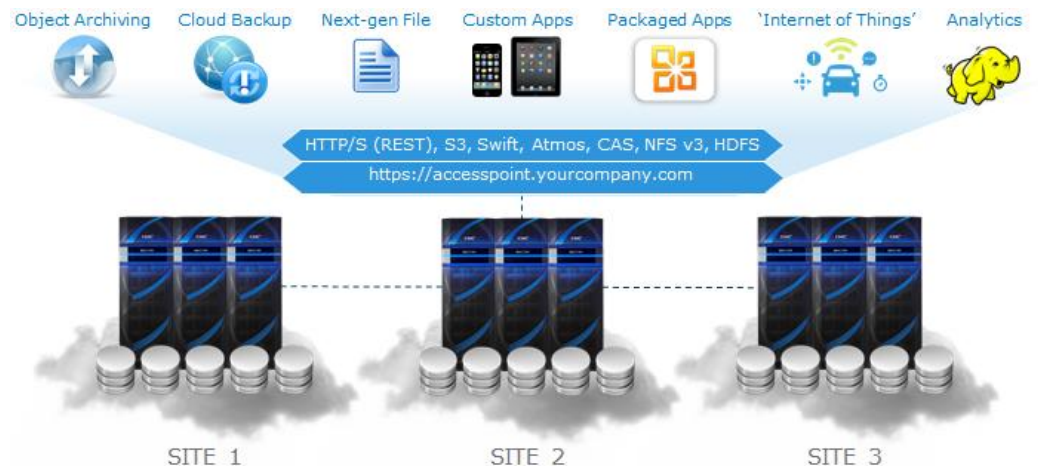 Object Archiving Cloud Backup Next-gen File Custom Apps Packaged Apps ‘Internet of Things’ Analytics
HTTP/S (REST), S3, Swift, Atmos, CAS, NFS v3, HDFS
https://accesspoint.yourcompany.com
SITE 1 SITE 2 SITE 3